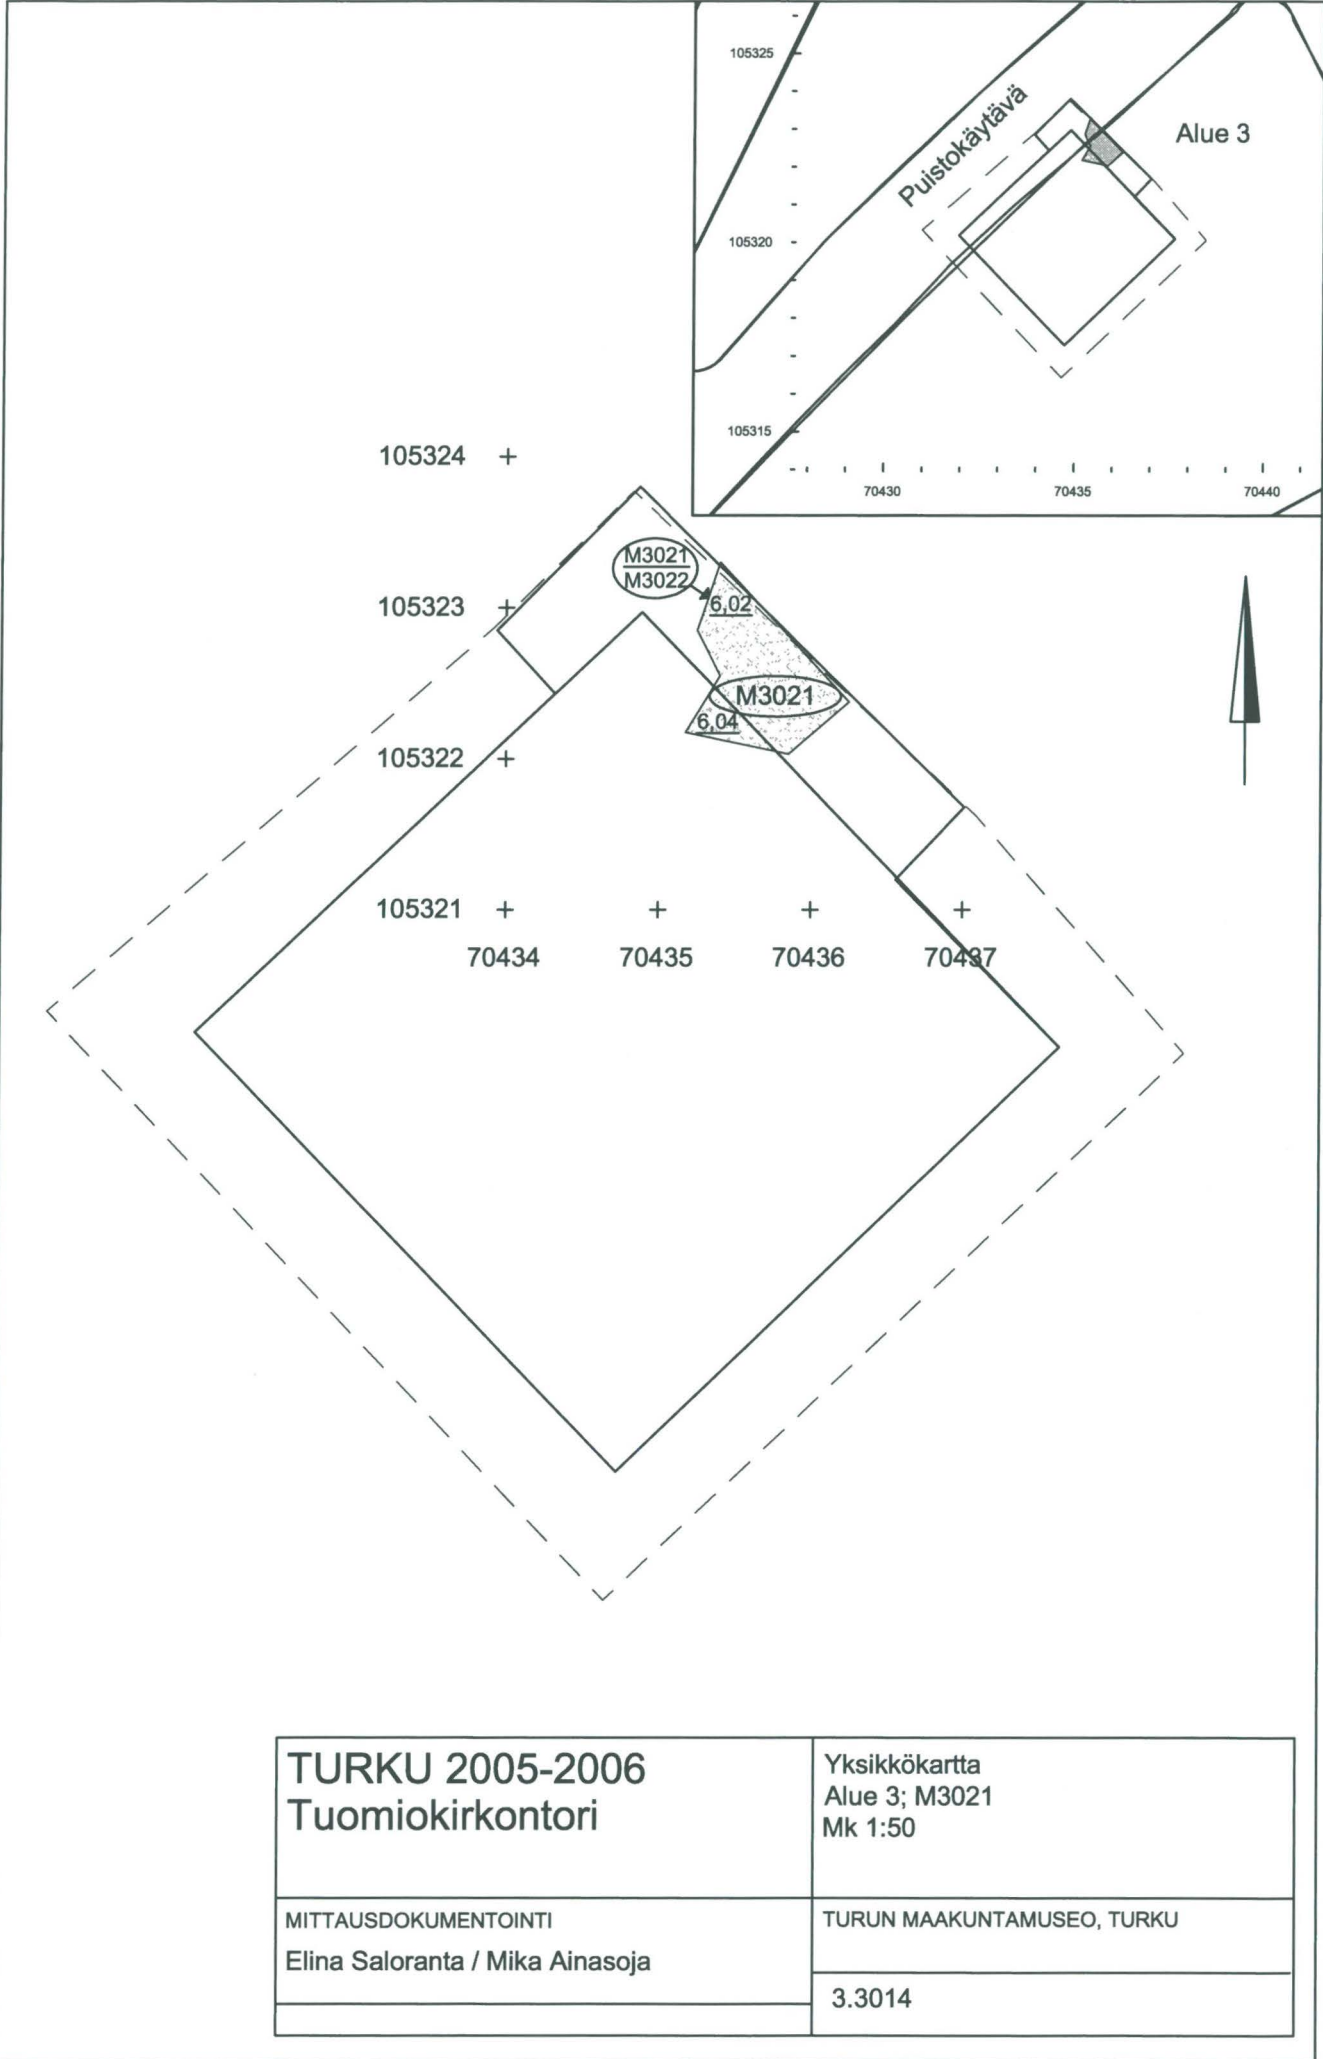 105325
Puistokäytävä
Alue 3
105320
105315
70430 70435 70440
105324
M3021
M3022
105323
6,02
M3021
6,04
105322
105321
70434 70435 70436 70437
TURKU 2005-2006
Tuomiokirkontori
Yksikkökartta
Alue 3; M3021
Mk 1:50
MITTAUSDOKUMENTOINTI
Elina Saloranta / Mika Ainasoja
TURUN MAAKUNTAMUSEO, TURKU
3.3014